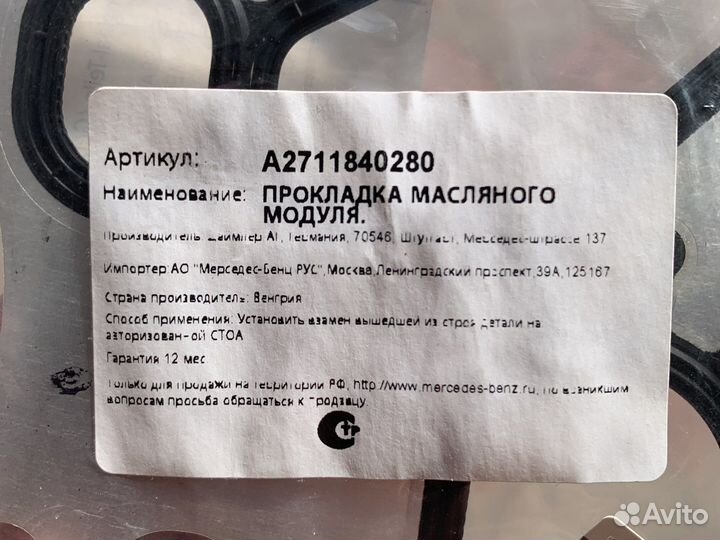 Артикул: A2711840280
Наименование: ПРОКЛАДКА МАСЛЯНОГО
МОДУЛЯ.
Производитель Даймлер АГ, Германия, 70546, Штутгарт, Мерседес-штрассе 137
Импортер:АО "Мерседес-Бенц РУС",Москва,Ленинградский проспект,39А,125167
Страна производитель: Венгрия
Способ применения: Установить взамен вышедшей из строя детали на
авторизованной СТОА
Гарантия 12 мес.
Только для продажи на территории РФ, http://www.mercedes-benz.ru, по возникшим
вопросам просьба обращаться к продавцу.
Avito